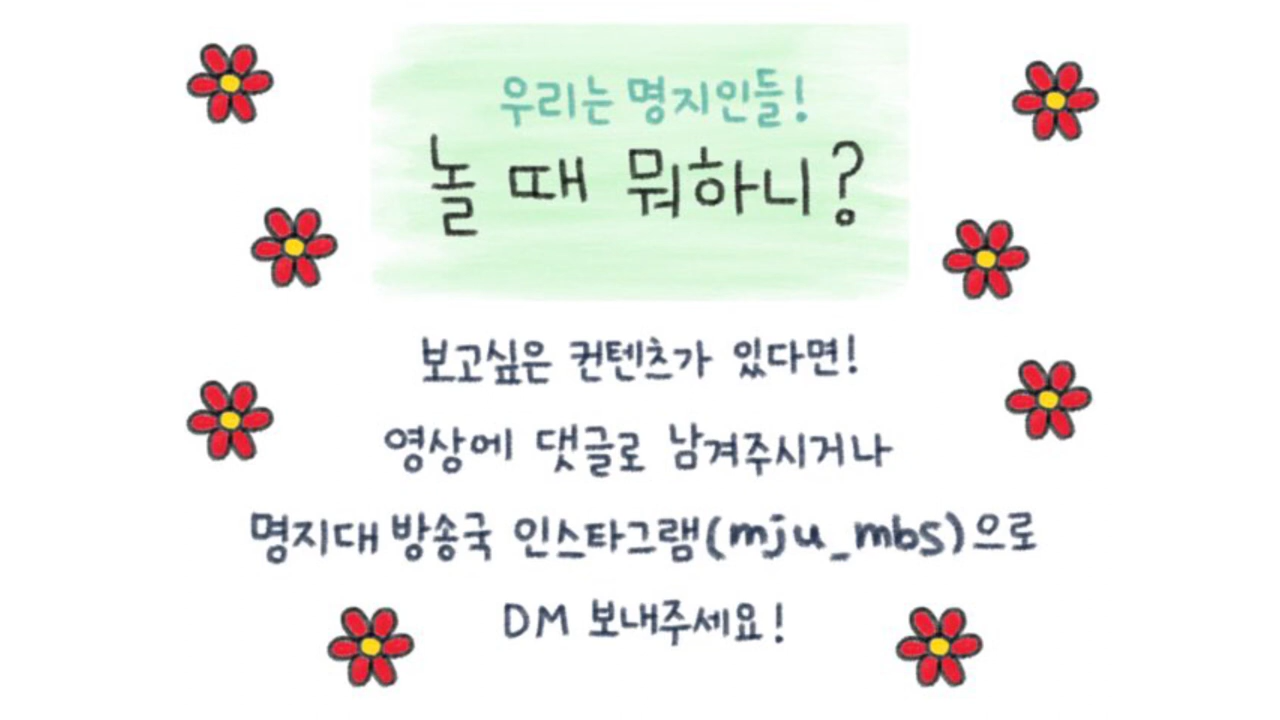 우리는 명지인들!
놀 때 뭐하니?
보고싶은 컨텐츠가 있다면!
영상에 댓글로 남겨주시거나
명지대 방송국 인스타그램(mju_mbs)으로
DM 보내주세요!